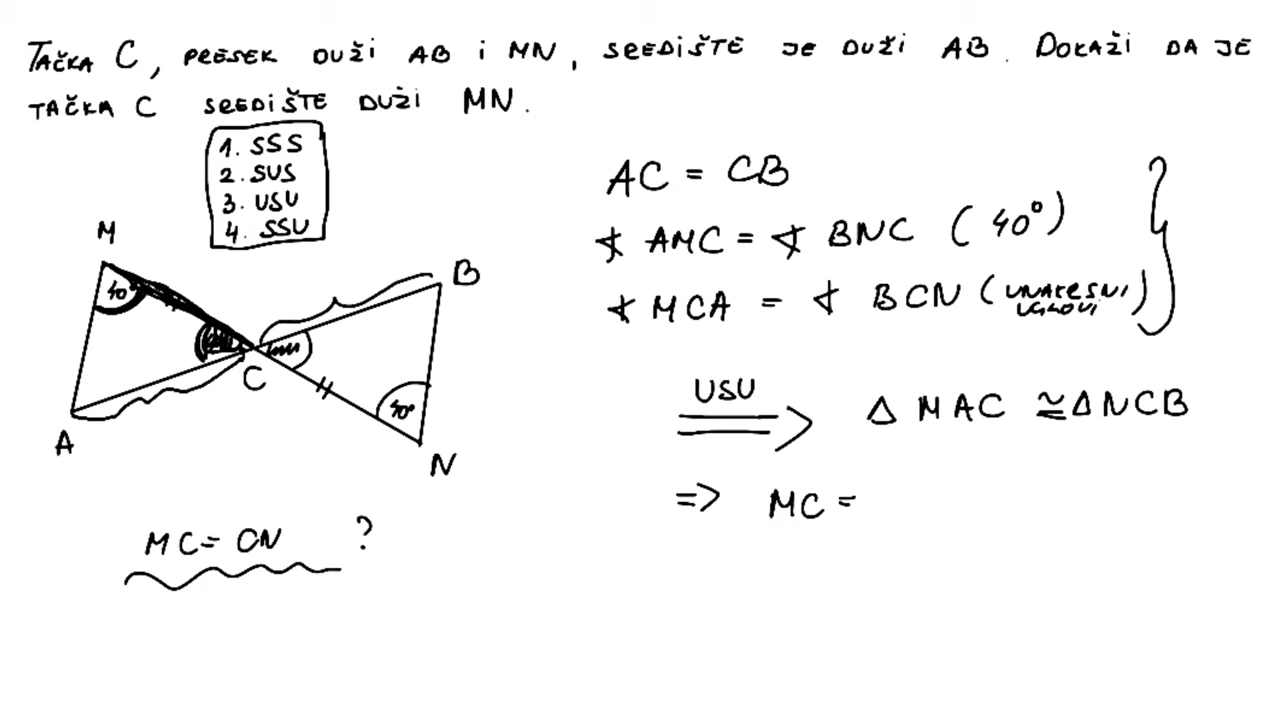 TAČKA C, PRESEK DUŽI AB i MN, SREDIŠTE JE DUŽI AB. DOKAŽI DA JE
TAČKA C SREDIŠTE DUŽI MN.
1. SSS
2. SUS
3. USU
4. SSU
M
40°
B
C
40°
A
N
MC = CN ?
AC = CB
∢ AMC = ∢ BNC (40°)
∢ MCA = ∢ BCN (UNAKRSNI
UGLOVI)
USU
⟹ △ MAC ≅ △ NCB
=> MC =